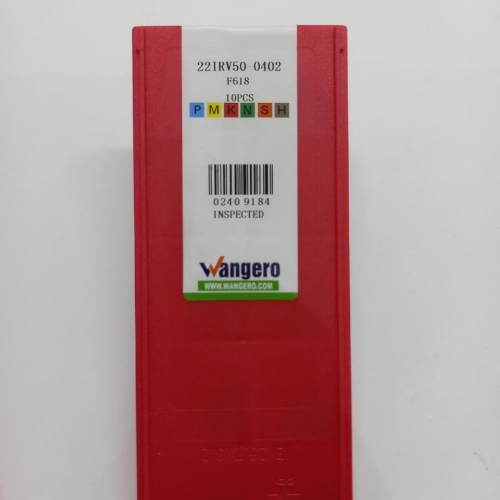 22IRV50-0402
F618
10PCS
P M K N S H
0240 9184
INSPECTED
Wangero
WWW.WANGERO.COM